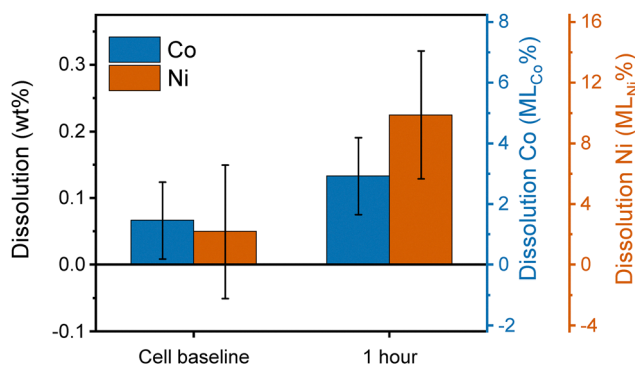 Dissolution (wt%)
0.3
0.2
0.1
0.0
-0.1
Co
Ni
Cell baseline
1 hour
8
6
4
2
0
-2
Dissolution Co (ML_Co%)
16
12
8
4
0
-4
Dissolution Ni (ML_Ni%)